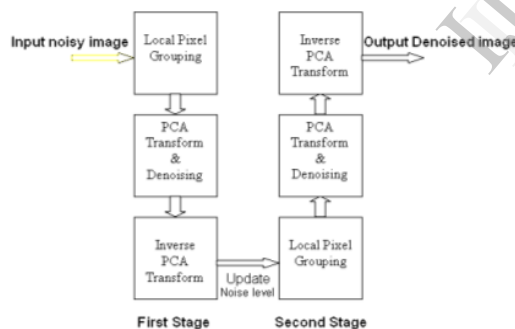 Input noisy image
Local Pixel
Grouping
PCA
Transform
&
Denoising
Inverse
PCA
Transform
First Stage
Update
Noise level
Local Pixel
Grouping
PCA
Transform
&
Denoising
Inverse
PCA
Transform
Second Stage
Output Denoised image